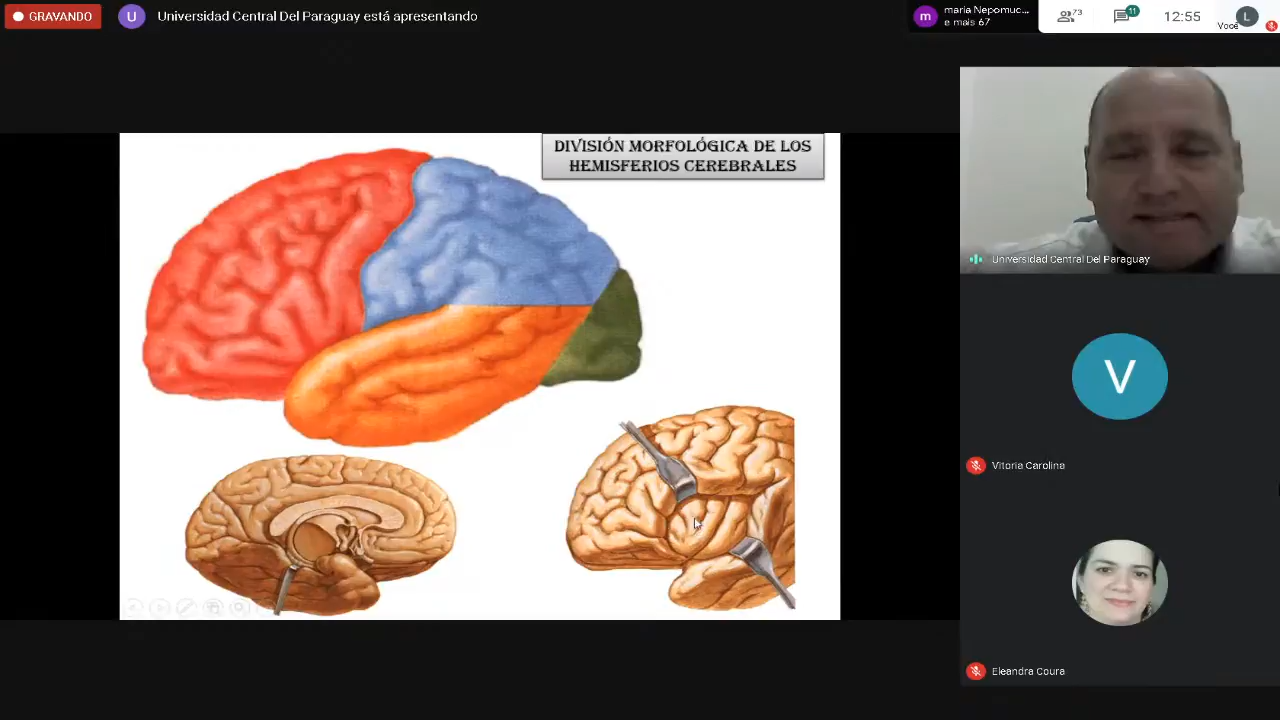 GRAVANDO
U
Universidad Central Del Paraguay está apresentando
m
maria Nepomuc...
e mais 67
73
11
12:55
L
Você
DIVISIÓN MORFOLÓGICA DE LOS
HEMISFERIOS CEREBRALES
Universidad Central Del Paraguay
V
Vitoria Carolina
Eleandra Coura